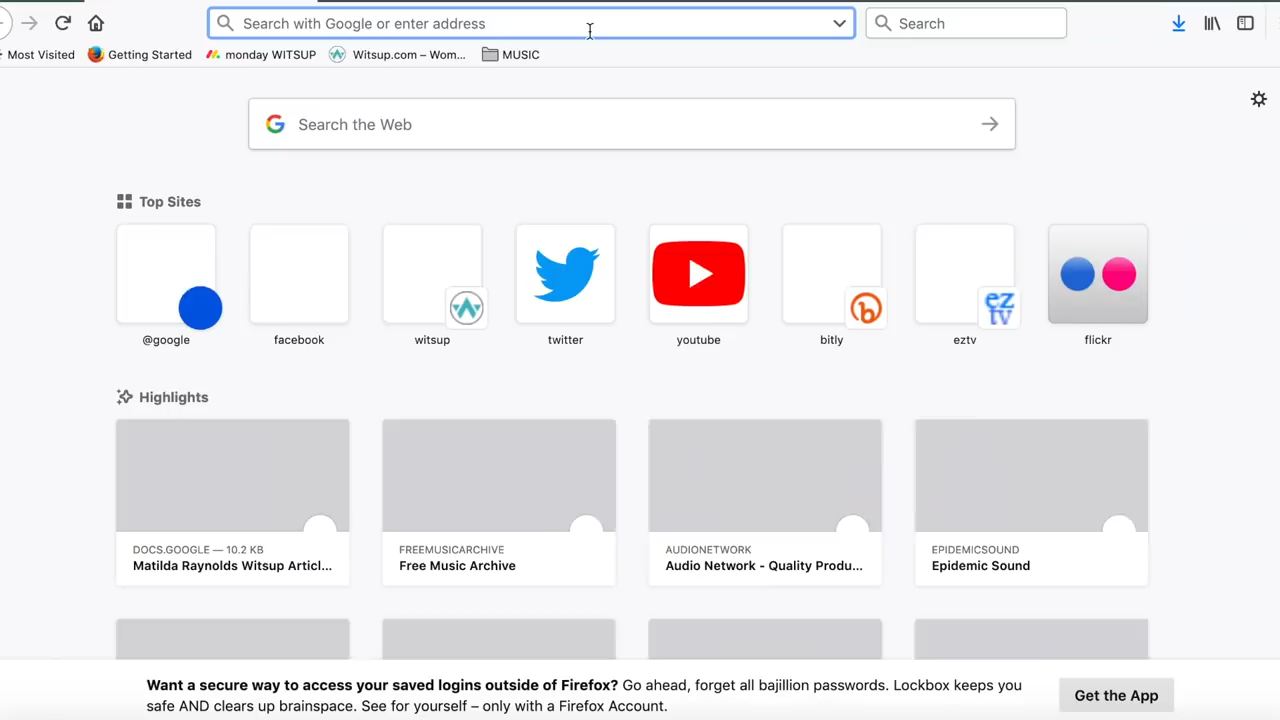 Search with Google or enter address
Search
Most Visited Getting Started monday WITSUP Witsup.com – Wom... MUSIC
Search the Web
Top Sites
ez
tv
@google facebook witsup twitter youtube bitly eztv flickr
Highlights
DOCS.GOOGLE — 10.2 KB
Matilda Raynolds Witsup Articl...
FREEMUSICARCHIVE
Free Music Archive
AUDIONETWORK
Audio Network - Quality Produ...
EPIDEMICSOUND
Epidemic Sound
Want a secure way to access your saved logins outside of Firefox? Go ahead, forget all bajillion passwords. Lockbox keeps you
safe AND clears up brainspace. See for yourself – only with a Firefox Account.
Get the App